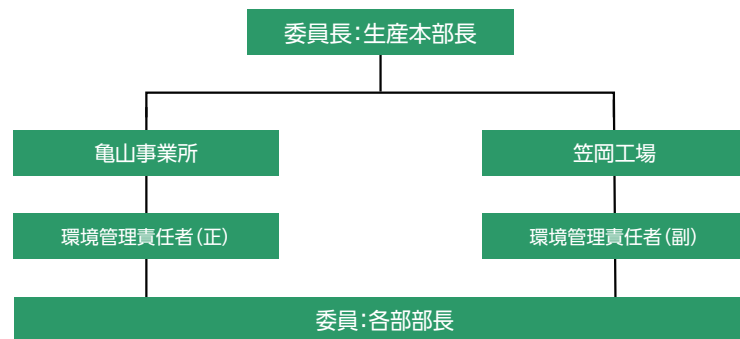 委員長：生産本部長
亀山事業所
笠岡工場
環境管理責任者（正）
環境管理責任者（副）
委員：各部部長